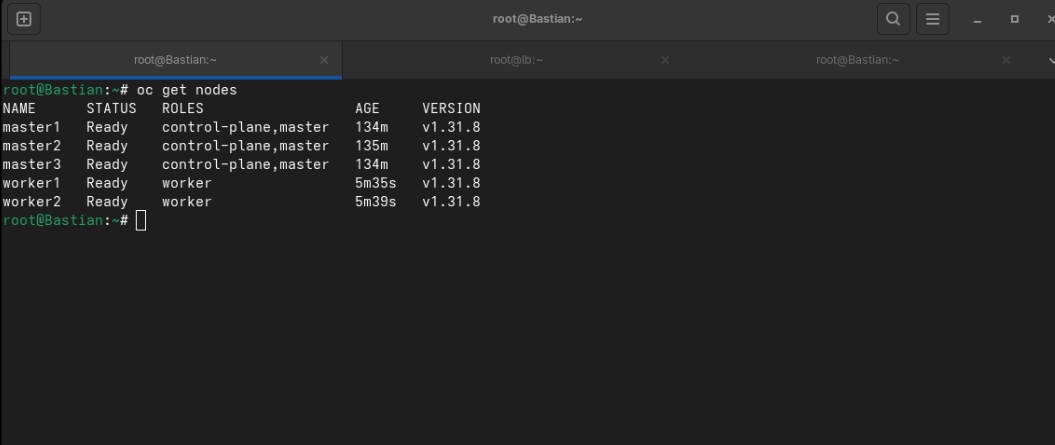 root@Bastian:~
root@Bastian:~ root@lb:~ root@Bastian:~
root@Bastian:~# oc get nodes
NAME STATUS ROLES AGE VERSION
master1 Ready control-plane,master 134m v1.31.8
master2 Ready control-plane,master 135m v1.31.8
master3 Ready control-plane,master 134m v1.31.8
worker1 Ready worker 5m35s v1.31.8
worker2 Ready worker 5m39s v1.31.8
root@Bastian:~#